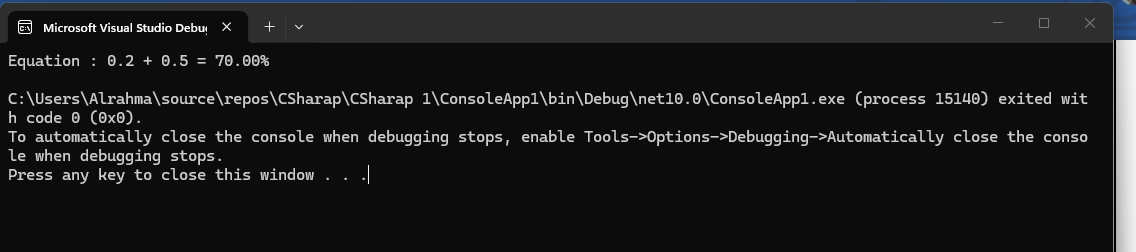 Microsoft Visual Studio Debu
Equation : 0.2 + 0.5 = 70.00%
C:\Users\Alrahma\source\repos\CSharap\CSharap 1\ConsoleApp1\bin\Debug\net10.0\ConsoleApp1.exe (process 15140) exited wit
h code 0 (0x0).
To automatically close the console when debugging stops, enable Tools->Options->Debugging->Automatically close the conso
le when debugging stops.
Press any key to close this window . . .